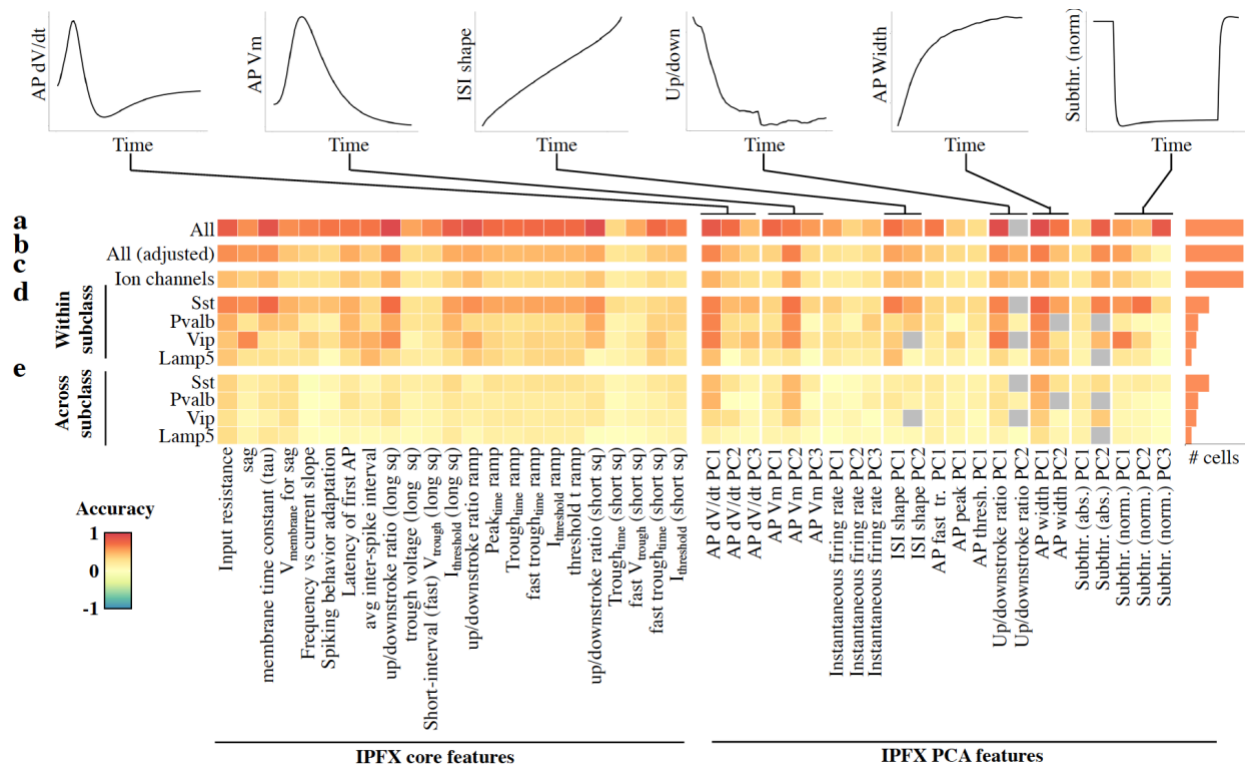 AP dV/dt
Time
AP Vm
Time
ISI shape
Time
Up/down
Time
AP Width
Time
Subthr. (norm)
Time
a
All
b
All (adjusted)
c
Ion channels
d
Within subclass
Sst
Pvalb
Vip
Lamp5
e
Across subclass
Sst
Pvalb
Vip
Lamp5
# cells
Accuracy
1
0
-1
Input resistance
sag
membrane time constant (tau)
Vmembrane for sag
Frequency vs current slope
Spiking behavior adaptation
Latency of first AP
avg inter-spike interval
up/downstroke ratio (long sq)
trough voltage (long sq)
Short-interval (fast) Vtrough (long sq)
Ithreshold (long sq)
up/downstroke ratio ramp
Peaktime ramp
Troughtime ramp
fast troughtime ramp
Ithreshold ramp
threshold t ramp
up/downstroke ratio (short sq)
Troughtime (short sq)
fast Vtrough (short sq)
fast troughtime (short sq)
Ithreshold (short sq)
AP dV/dt PC1
AP dV/dt PC2
AP dV/dt PC3
AP Vm PC1
AP Vm PC2
AP Vm PC3
Instantaneous firing rate PC1
Instantaneous firing rate PC2
Instantaneous firing rate PC3
ISI shape PC1
ISI shape PC2
AP fast tr. PC1
AP peak PC1
AP thresh. PC1
Up/downstroke ratio PC1
Up/downstroke ratio PC2
AP width PC1
AP width PC2
Subthr. (abs.) PC1
Subthr. (abs.) PC2
Subthr. (norm.) PC1
Subthr. (norm.) PC2
Subthr. (norm.) PC3
IPFX core features
IPFX PCA features